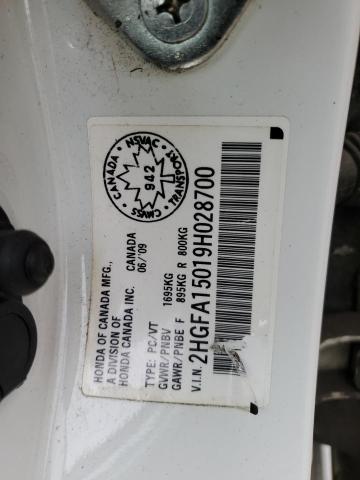 HONDA OF CANADA MFG.,
A DIVISION OF
HONDA CANADA INC. CANADA
06/09
TYPE: PC/VT
GVWR/PNBV 1695KG
GAWR/PNBE F 895KG R 800KG
V.I.N. 2HGFA15019H028700
CANADA · NSVAC · TRANSPORT · CMVSS
942